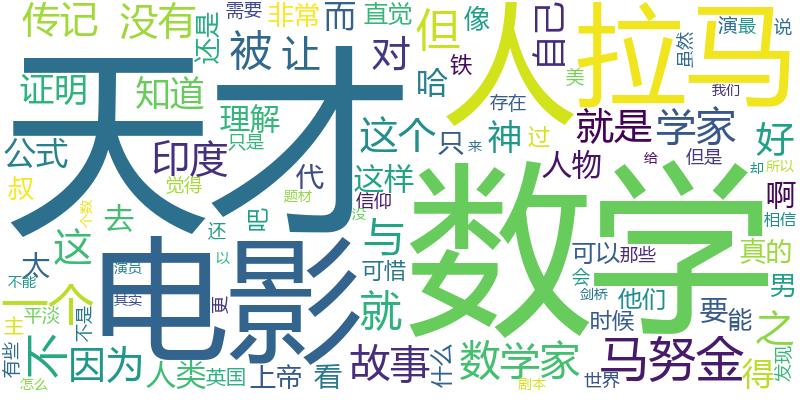 传记
没有
还是
需要
非常
而
直觉
但
像
自己
演
最
说
虽然
人
拉马
天才
被
让
对
哈
铁
美
我们
证明
知道
理解
只是
这个
只
神
存在
过
来
就是
学家
但是
给
好
公式
印度
代
这样
人物
却
所以
啊
叔
觉得
题材
信仰
没
数学
相信
个数
去
还
吧
与
这
太
以
可惜
可以
那些
真的
不能
演员
电影
会
剑桥
他们
男
一个
其实
更
就
时候
要
能
之
主
平淡
不是
不
因为
故事
什么
数学家
马努金
得
发现
有些
怎么
人类
英国
上帝
看
剧本
世界